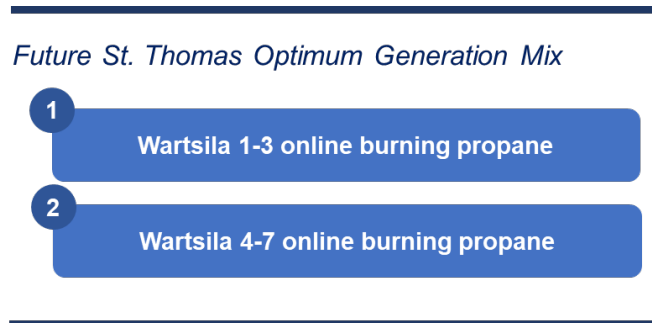 Future St. Thomas Optimum Generation Mix
1
Wartsila 1-3 online burning propane
2
Wartsila 4-7 online burning propane